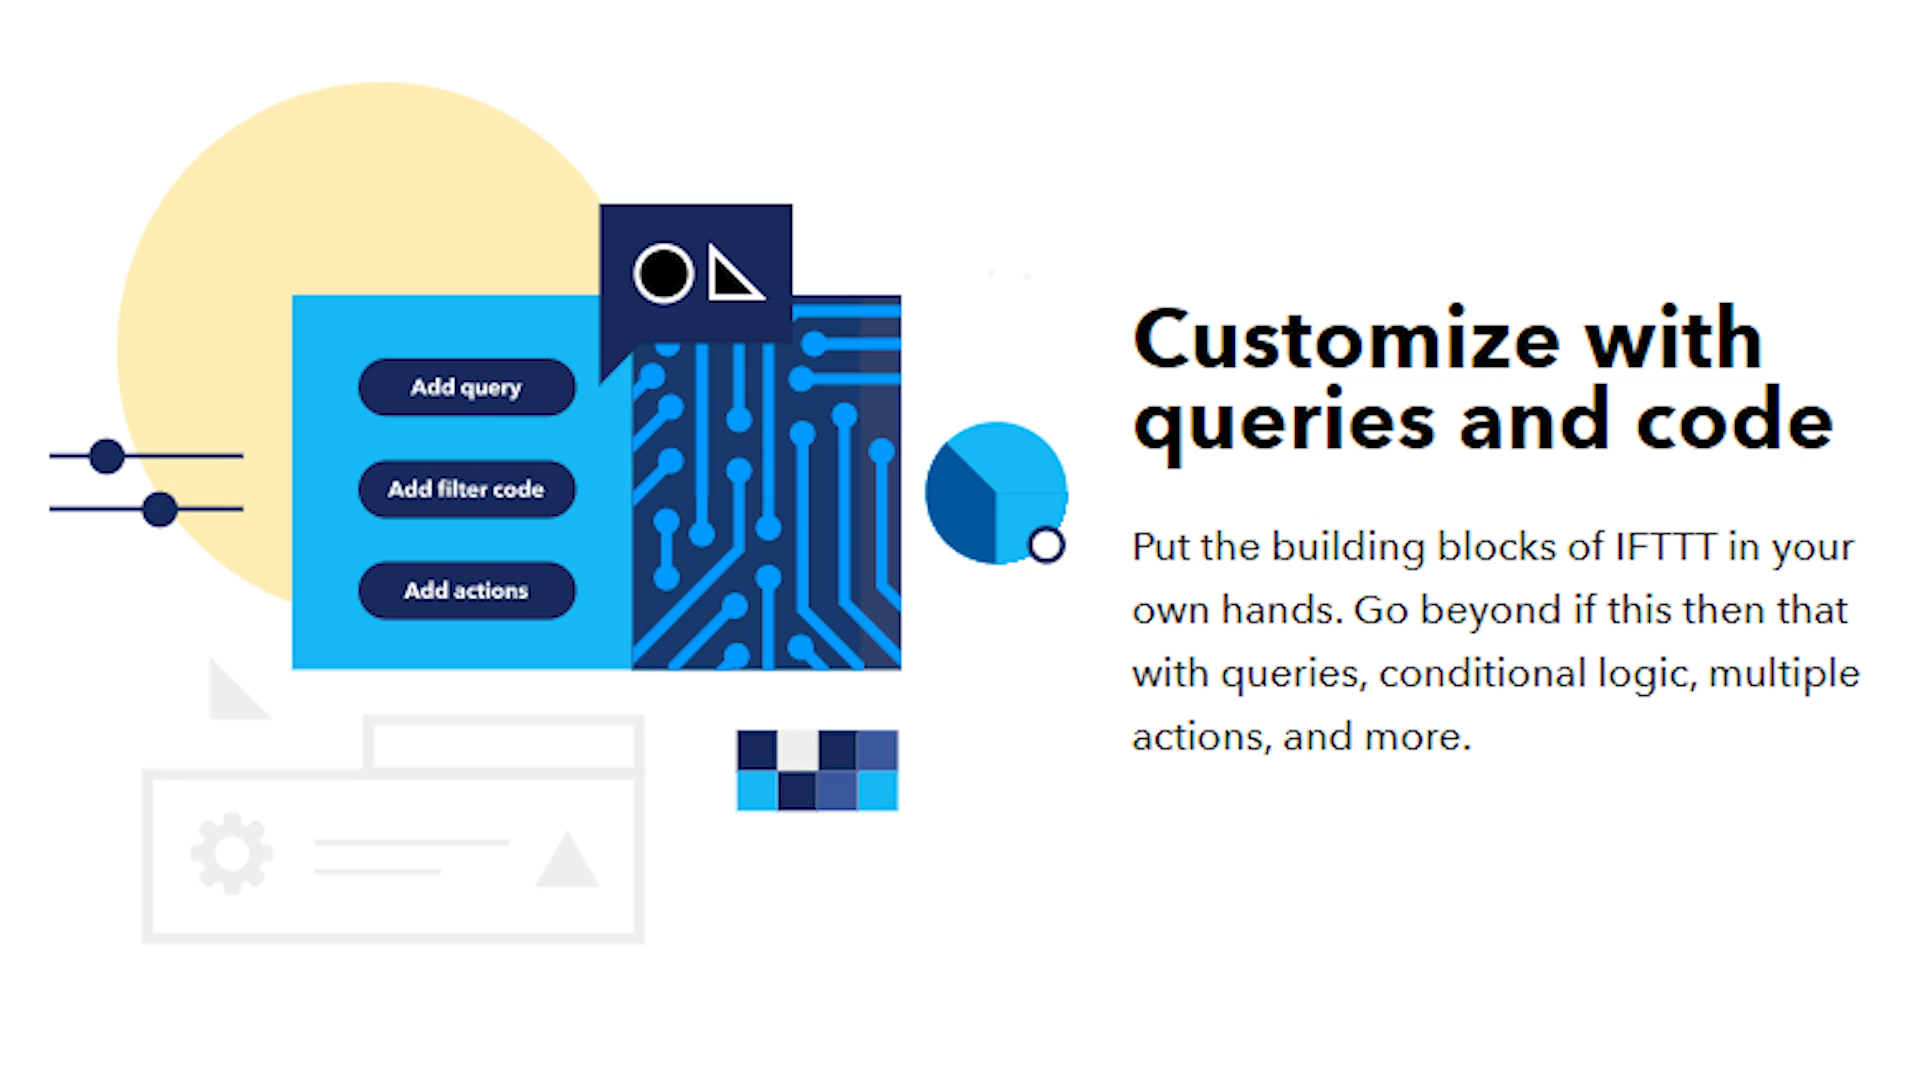 Add query
Add filter code
Add actions
Customize with
queries and code
Put the building blocks of IFTTT in your
own hands. Go beyond if this then that
with queries, conditional logic, multiple
actions, and more.